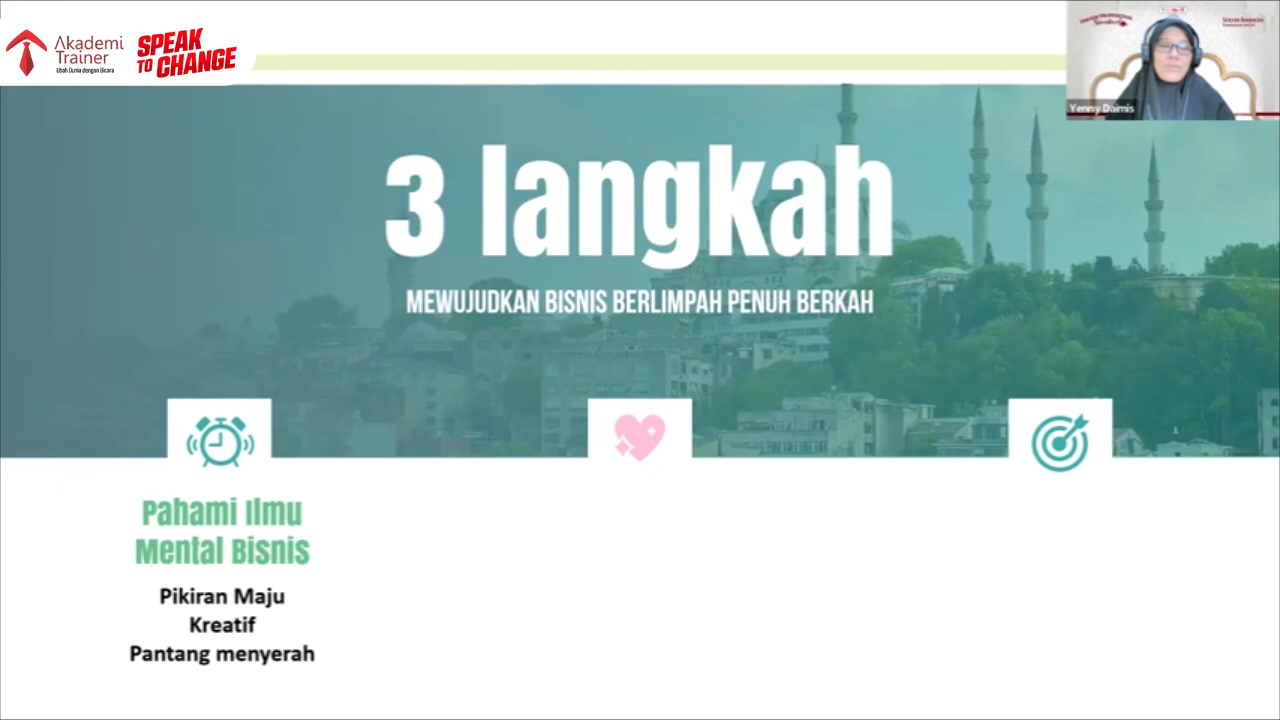 Akademi
Trainer
Ubah Dunia dengan Bicara
SPEAK
TO CHANGE
Yenny Daimis
3 langkah
MEWUJUDKAN BISNIS BERLIMPAH PENUH BERKAH
Pahami Ilmu
Mental Bisnis
Pikiran Maju
Kreatif
Pantang menyerah